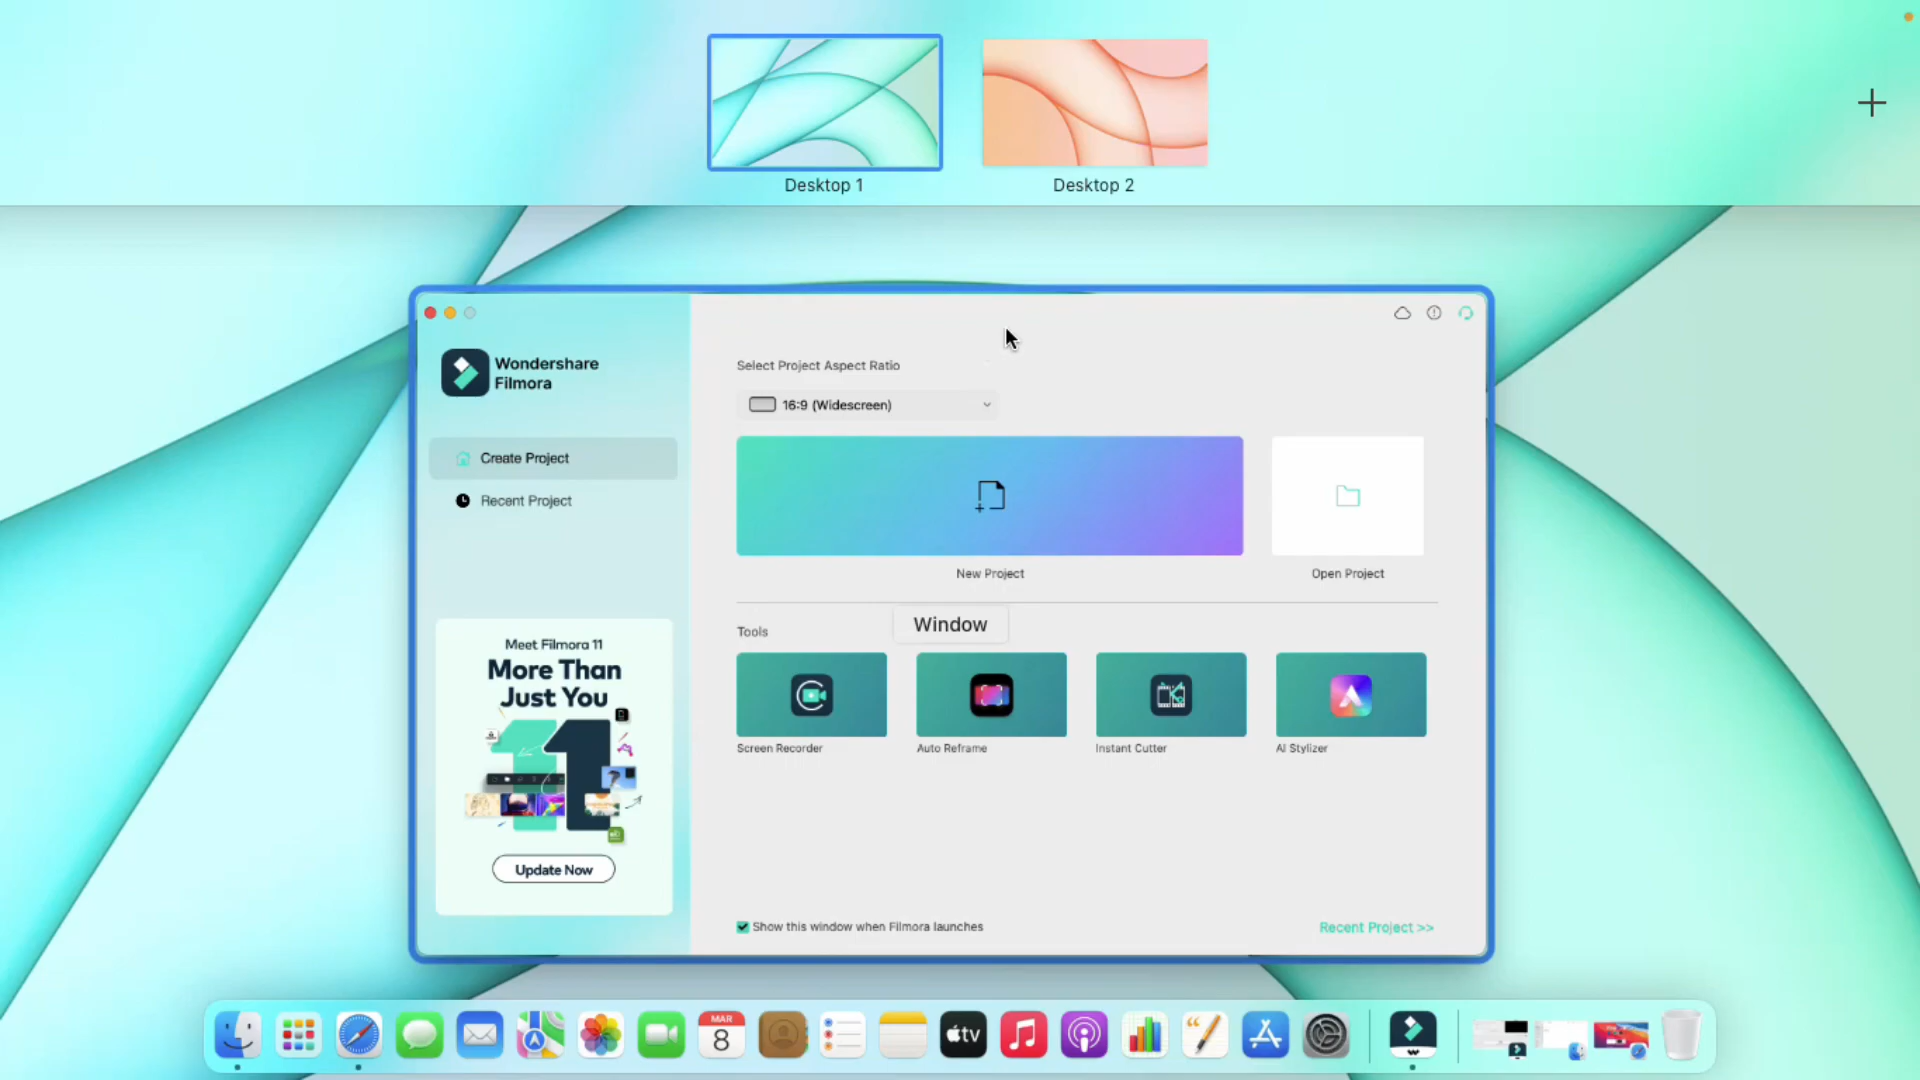 Desktop 1
Desktop 2
Wondershare
Filmora
Select Project Aspect Ratio
16:9 (Widescreen)
Create Project
Recent Project
New Project
Open Project
Window
Tools
Meet Filmora 11
More Than
Just You
11
Update Now
Screen Recorder
Auto Reframe
Instant Cutter
AI Stylizer
Show this window when Filmora launches
Recent Project >>
MAR
8
tv